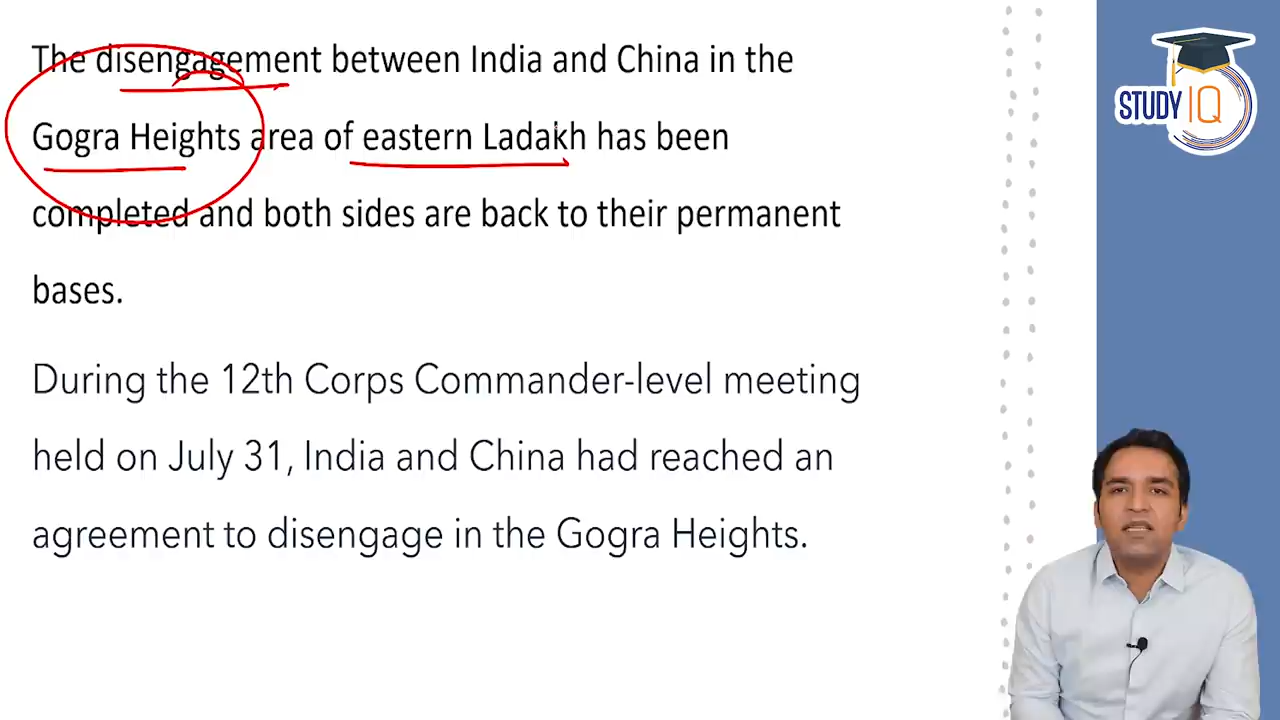 The disengagement between India and China in the
Gogra Heights area of eastern Ladakh has been
completed and both sides are back to their permanent
bases.
During the 12th Corps Commander-level meeting
held on July 31, India and China had reached an
agreement to disengage in the Gogra Heights.
STUDY IQ